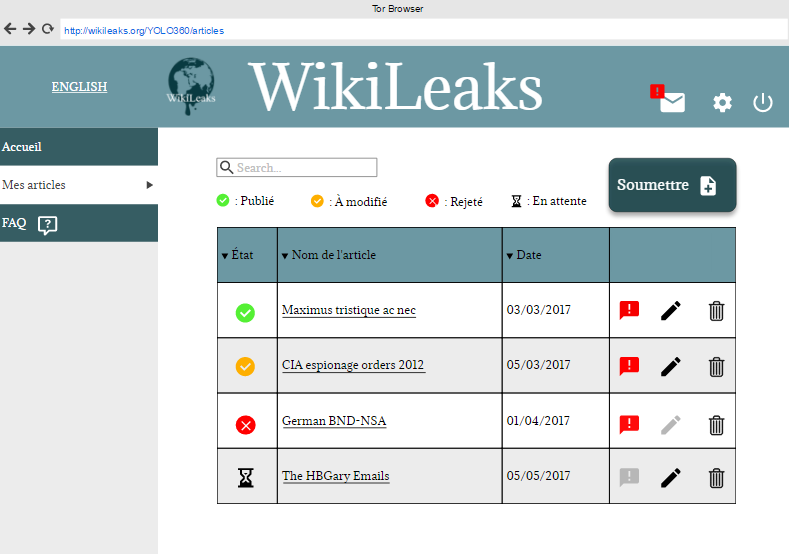 Tor Browser
http://wikileaks.org/YOLO360/articles
ENGLISH
WikiLeaks
WikiLeaks
!
Accueil
Mes articles
FAQ ?
Search...
: Publié : À modifié : Rejeté : En attente
Soumettre
▼ État ▼ Nom de l'article ▼ Date
Maximus tristique ac nec 03/03/2017 !
CIA espionage orders 2012 05/03/2017 !
German BND-NSA 01/04/2017 !
The HBGary Emails 05/05/2017 !